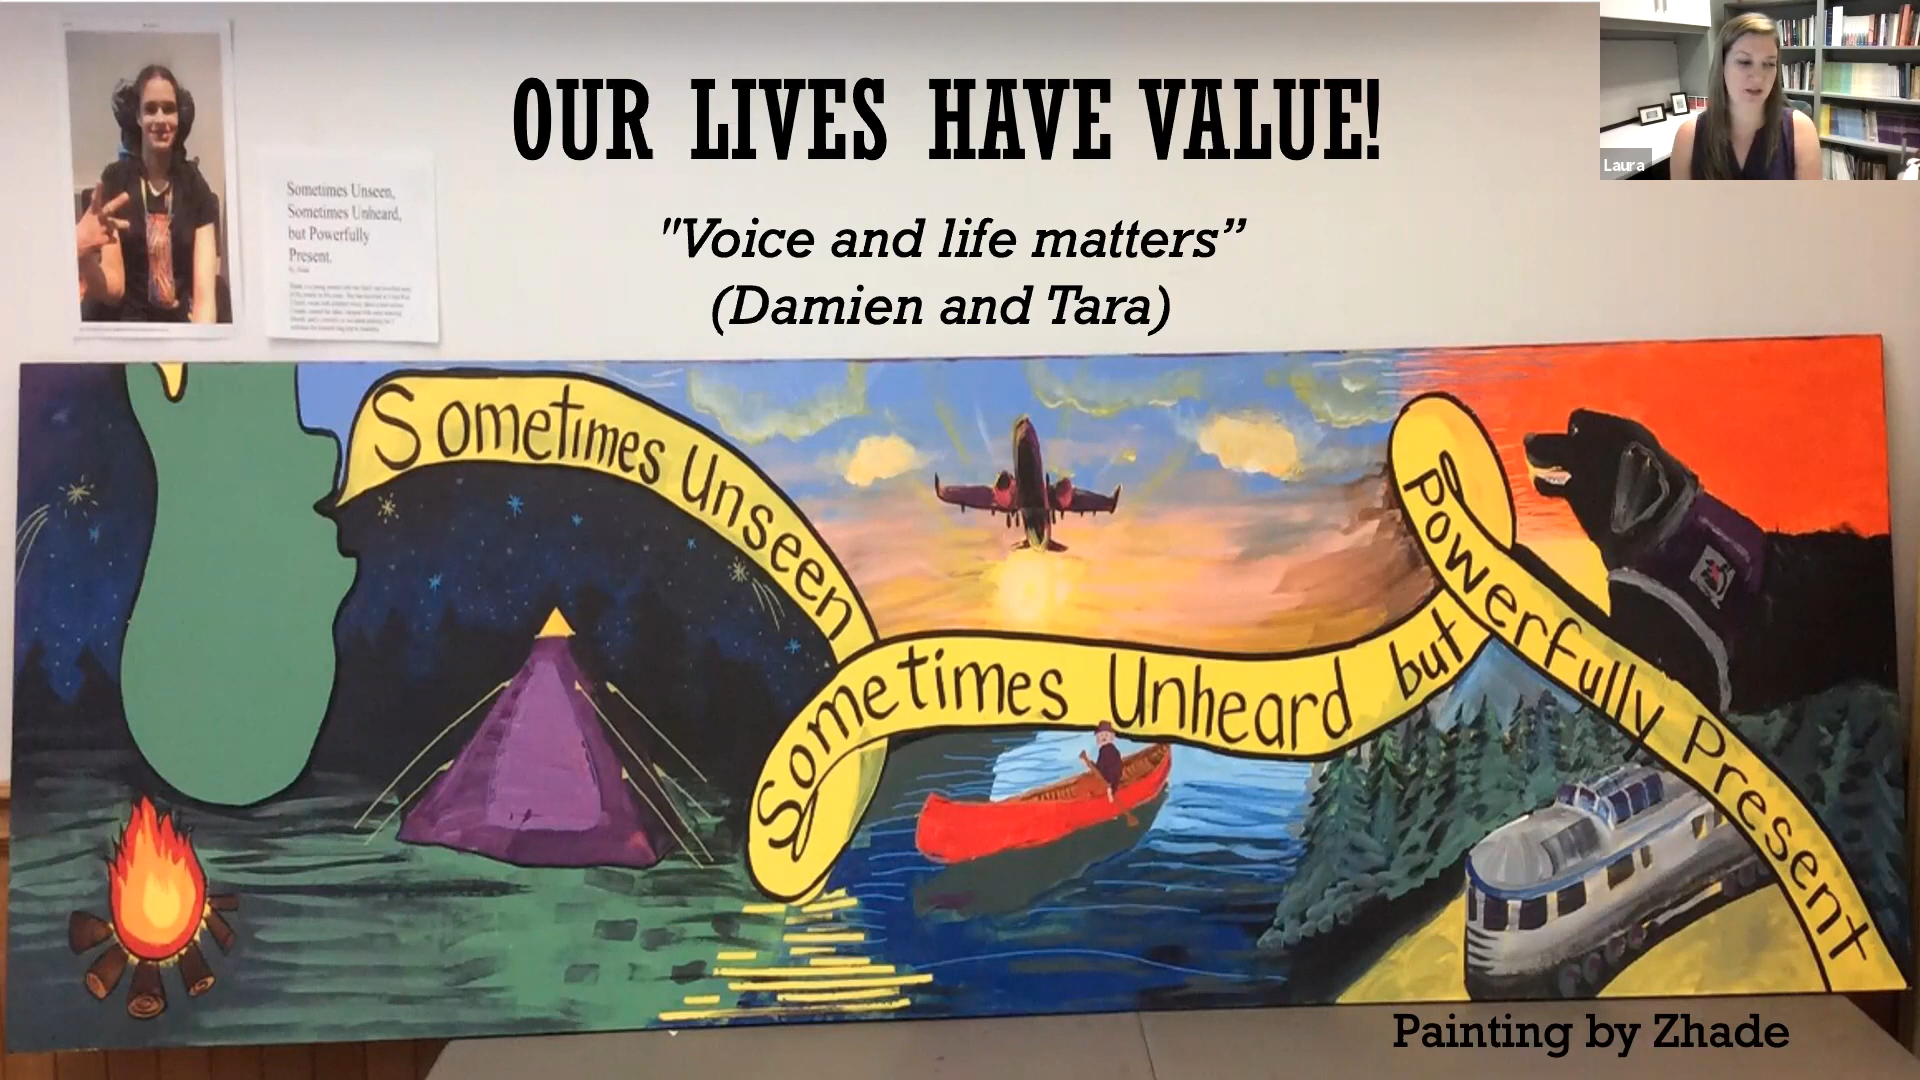 OUR LIVES HAVE VALUE!
"Voice and life matters”
(Damien and Tara)
Laura
Sometimes Unseen,
Sometimes Unheard,
but Powerfully
Present.
Sometimes Unseen
Sometimes Unheard but
Powerfully Present
Painting by Zhade